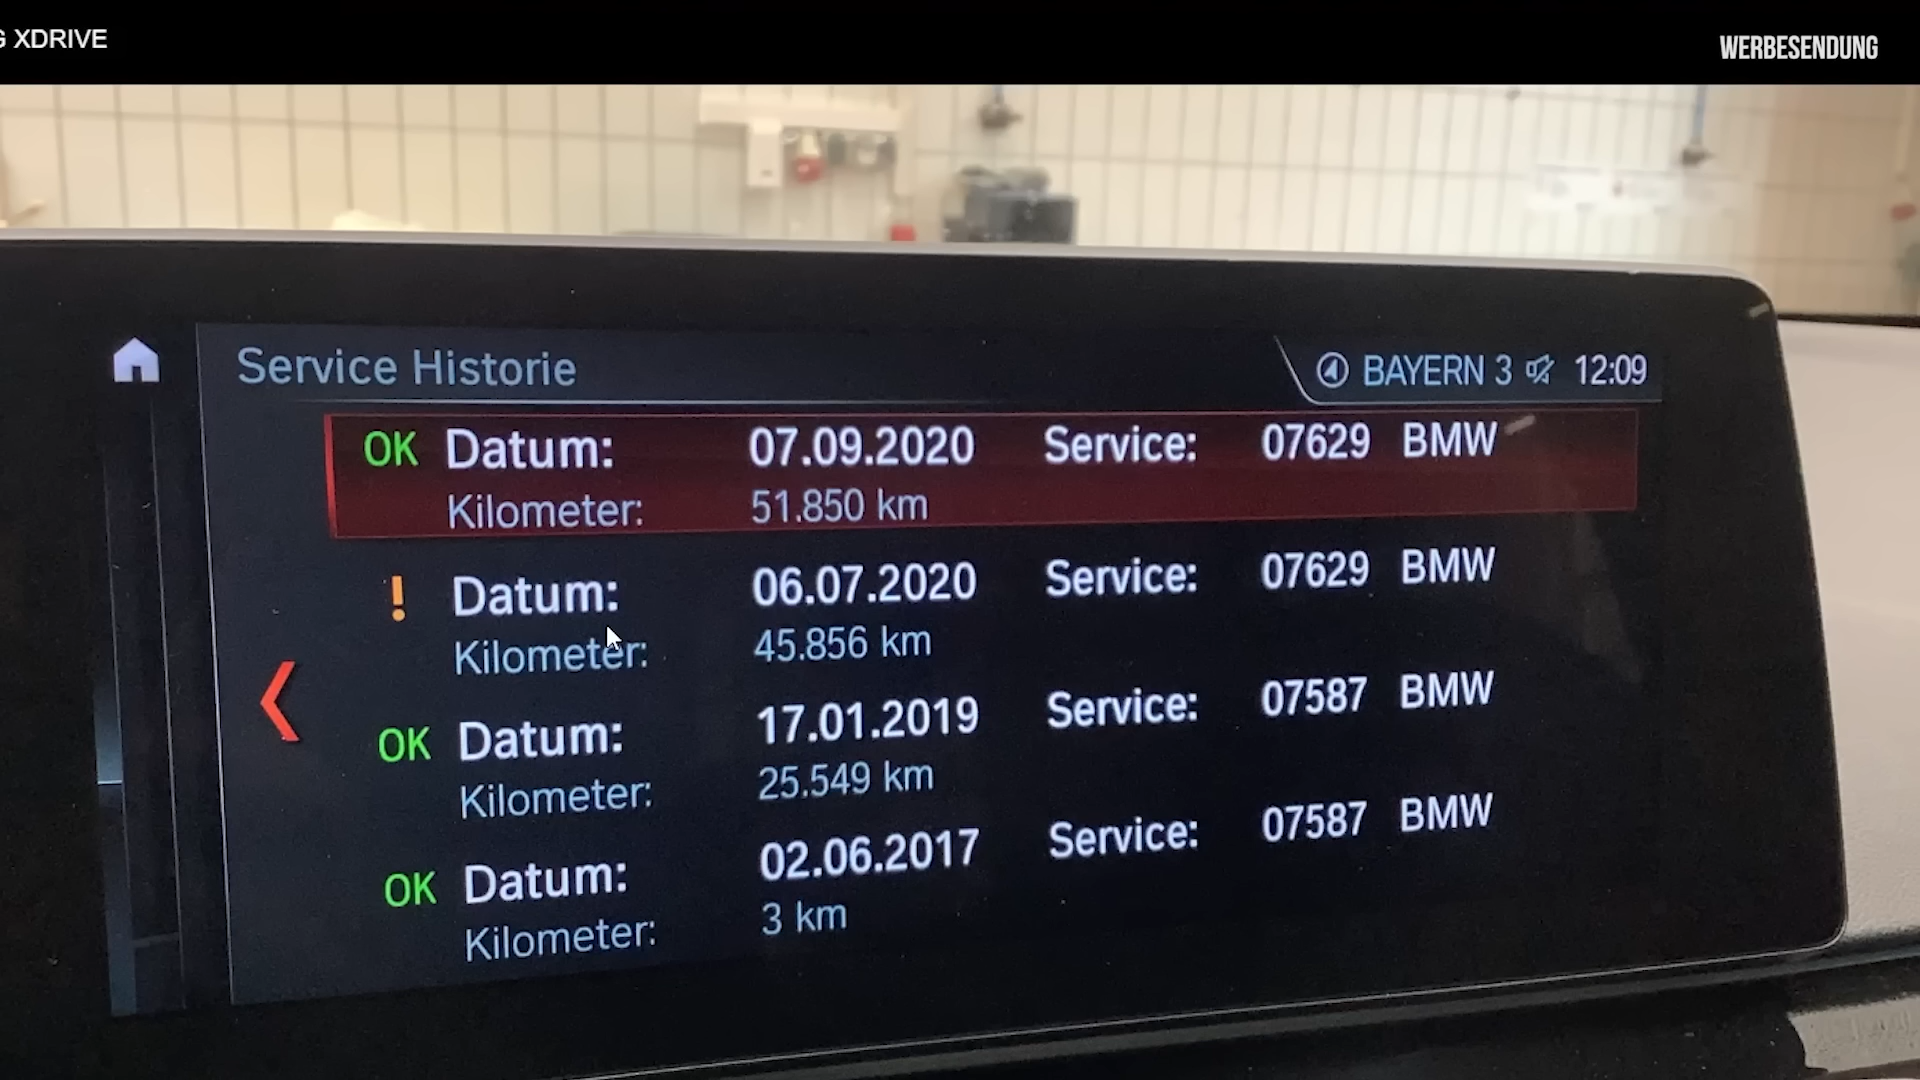 XDRIVE
WERBESENDUNG
Service Historie
BAYERN 3 12:09
OK Datum: 07.09.2020 Service: 07629 BMW
Kilometer: 51.850 km
! Datum: 06.07.2020 Service: 07629 BMW
Kilometer: 45.856 km
OK Datum: 17.01.2019 Service: 07587 BMW
Kilometer: 25.549 km
OK Datum: 02.06.2017 Service: 07587 BMW
Kilometer: 3 km